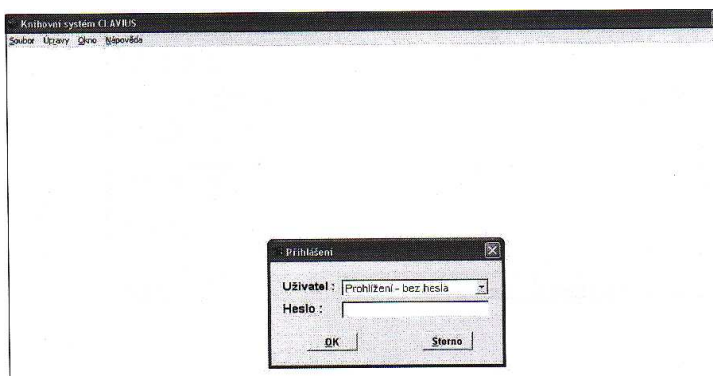 Knihovní systém CLAVIUS
Soubor Úpravy Okno Nápověda
Přihlášení
Uživatel : Prohlížení - bez hesla
Heslo :
OK Storno